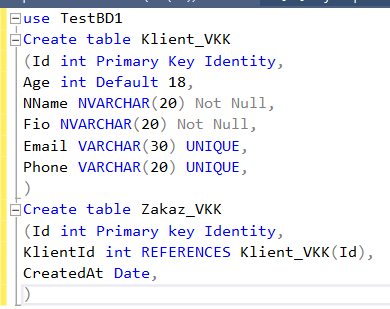 use TestBD1
Create table Klient_VKK
(Id int Primary Key Identity,
Age int Default 18,
NName NVARCHAR(20) Not Null,
Fio NVARCHAR(20) Not Null,
Email VARCHAR(30) UNIQUE,
Phone VARCHAR(20) UNIQUE,
)
Create table Zakaz_VKK
(Id int Primary key Identity,
KlientId int REFERENCES Klient_VKK(Id),
CreatedAt Date,
)